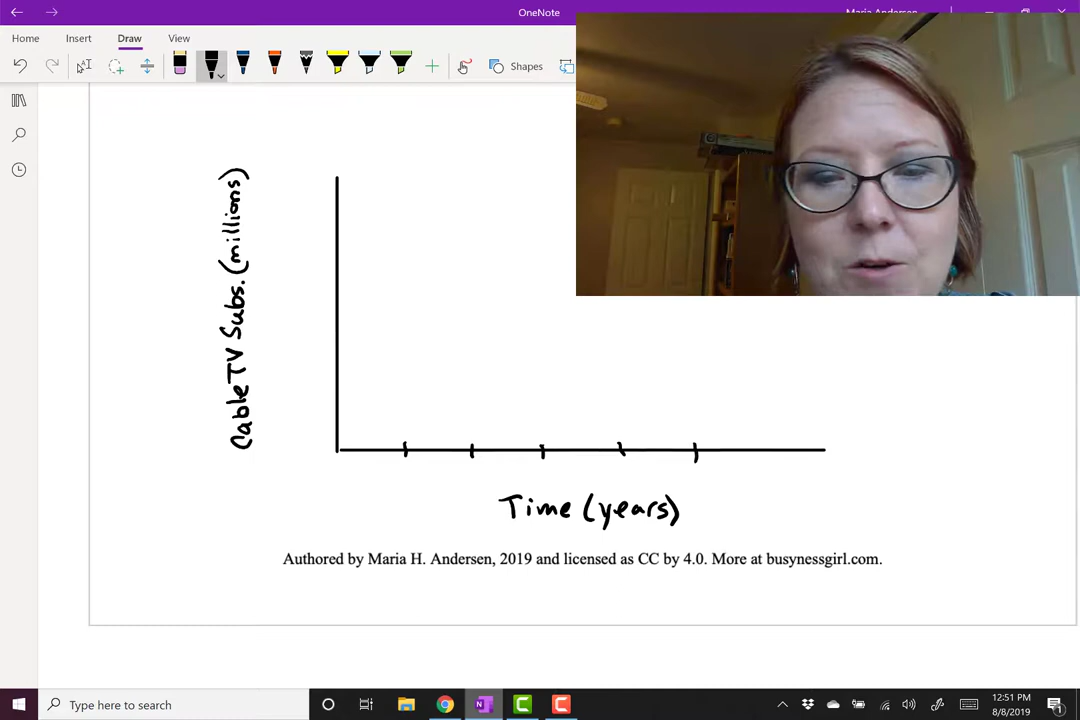 OneNote
Home
Insert
Draw
View
Shapes
Cable TV Subs. (millions)
Time (years)
Authored by Maria H. Andersen, 2019 and licensed as CC by 4.0. More at busynessgirl.com.
Type here to search
12:51 PM
8/8/2019